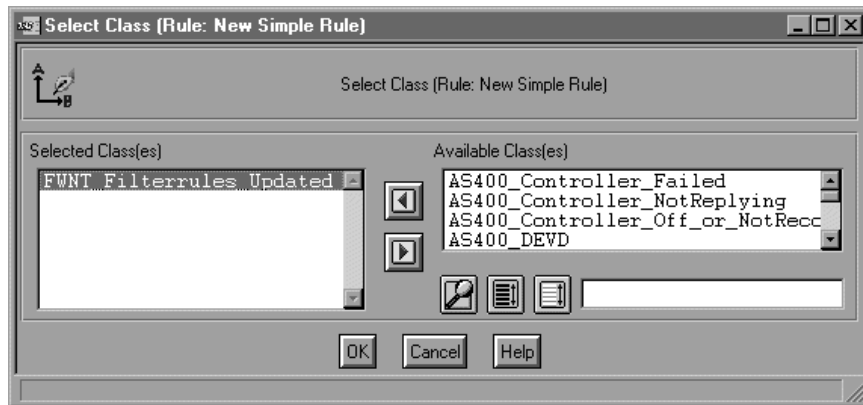 Select Class (Rule: New Simple Rule)
Select Class (Rule: New Simple Rule)
Selected Class(es)
Available Class(es)
FWNT_Filterrules_Updated
AS400_Controller_Failed
AS400_Controller_NotReplying
AS400_Controller_Off_or_NotRecc
AS400_DEVD
OK
Cancel
Help